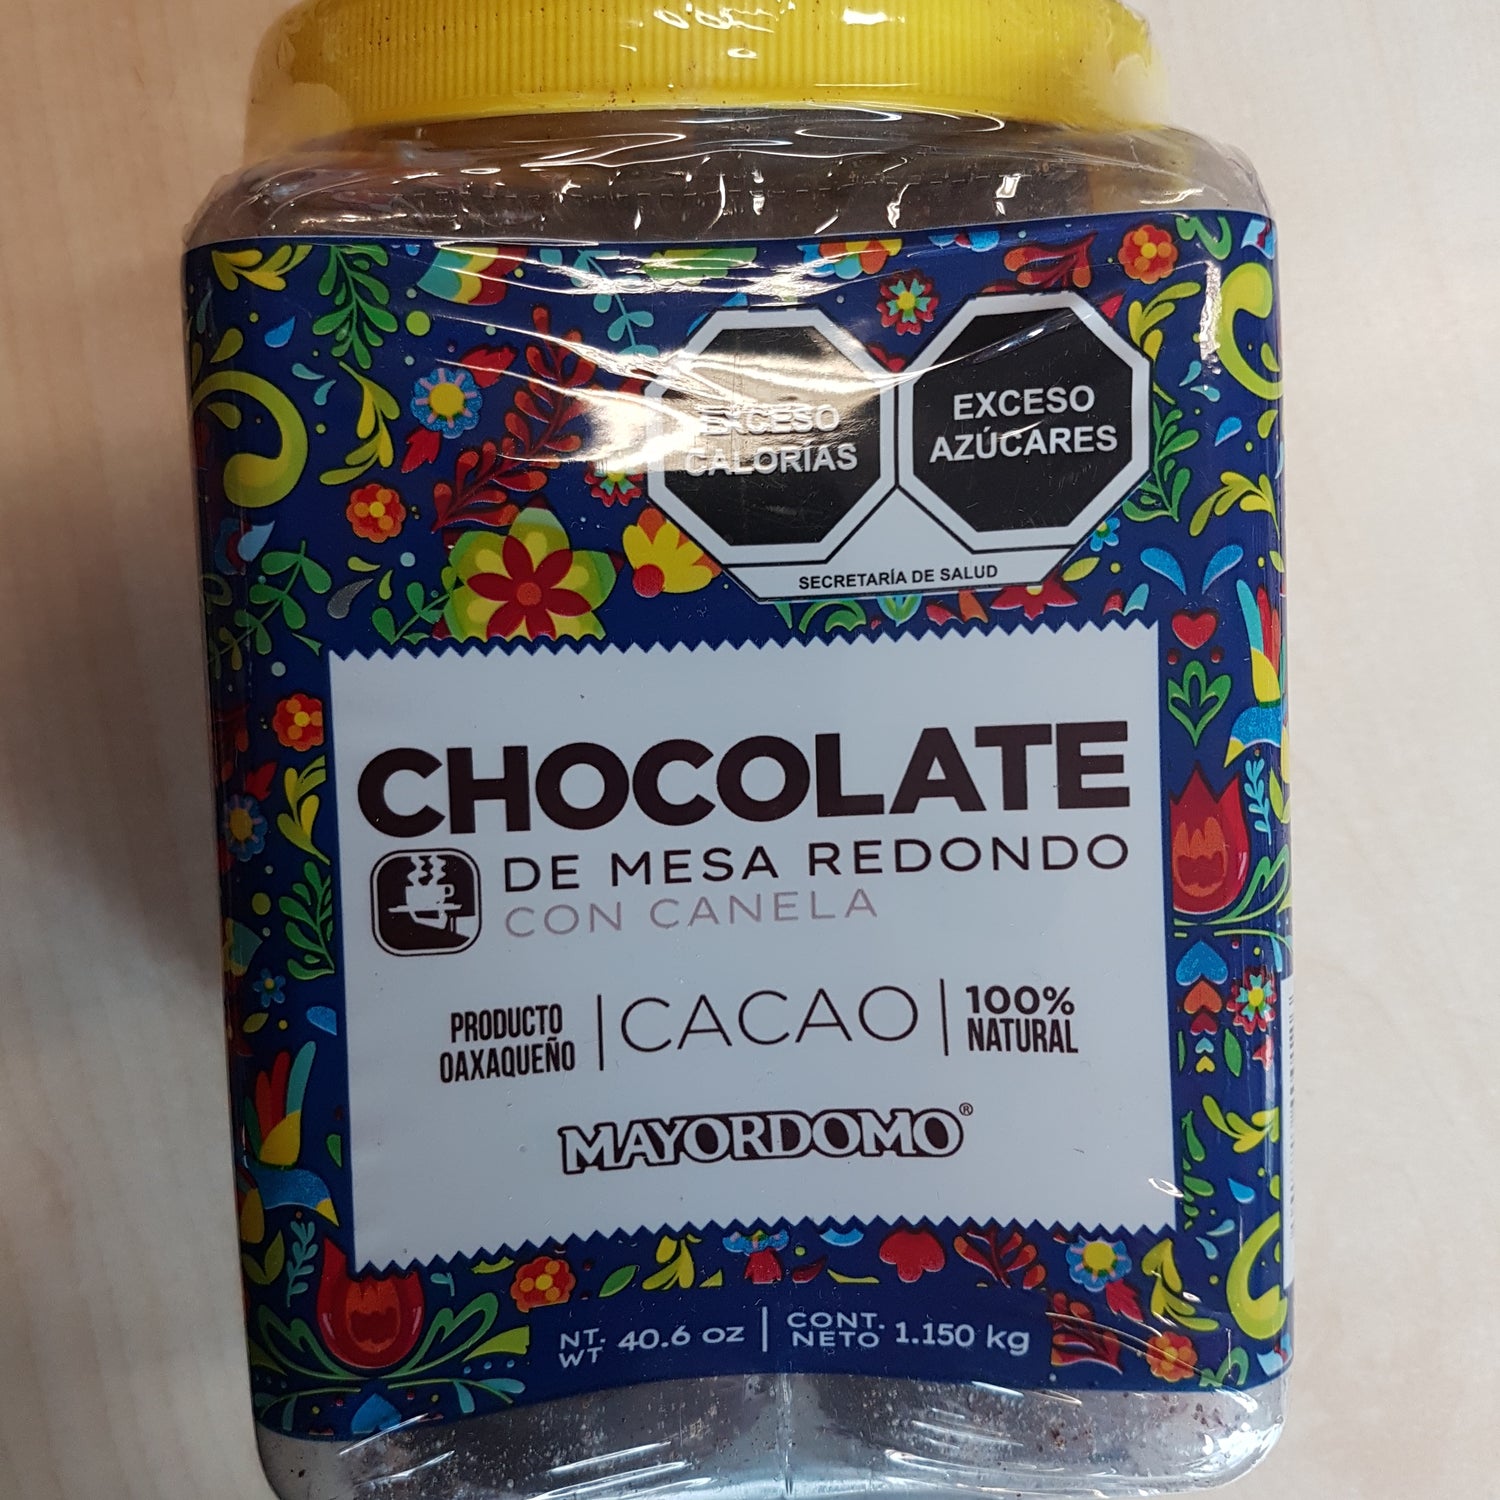 EXCESO
CALORÍAS
EXCESO
AZÚCARES
SECRETARÍA DE SALUD
CHOCOLATE
DE MESA REDONDO
CON CANELA
PRODUCTO
OAXAQUEÑO
CACAO
100%
NATURAL
MAYORDOMO®
NT.
WT
40.6 oz
CONT.
NETO
1.150 kg